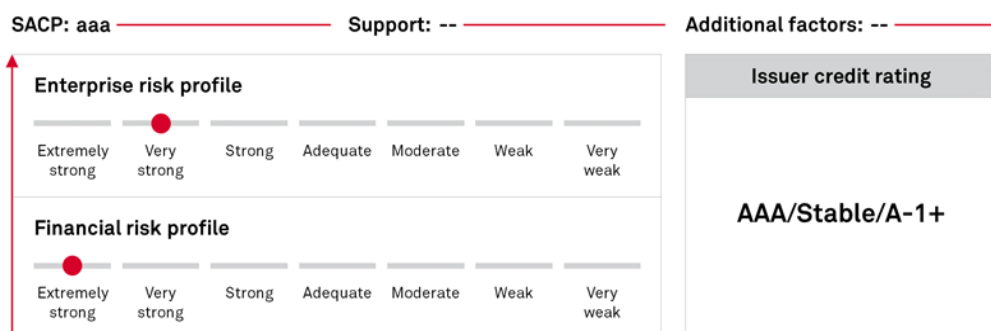 SACP: aaa
Support: --
Additional factors: --
Enterprise risk profile
Extremely strong
Very strong
Strong
Adequate
Moderate
Weak
Very weak
Financial risk profile
Extremely strong
Very strong
Strong
Adequate
Moderate
Weak
Very weak
Issuer credit rating
AAA/Stable/A-1+